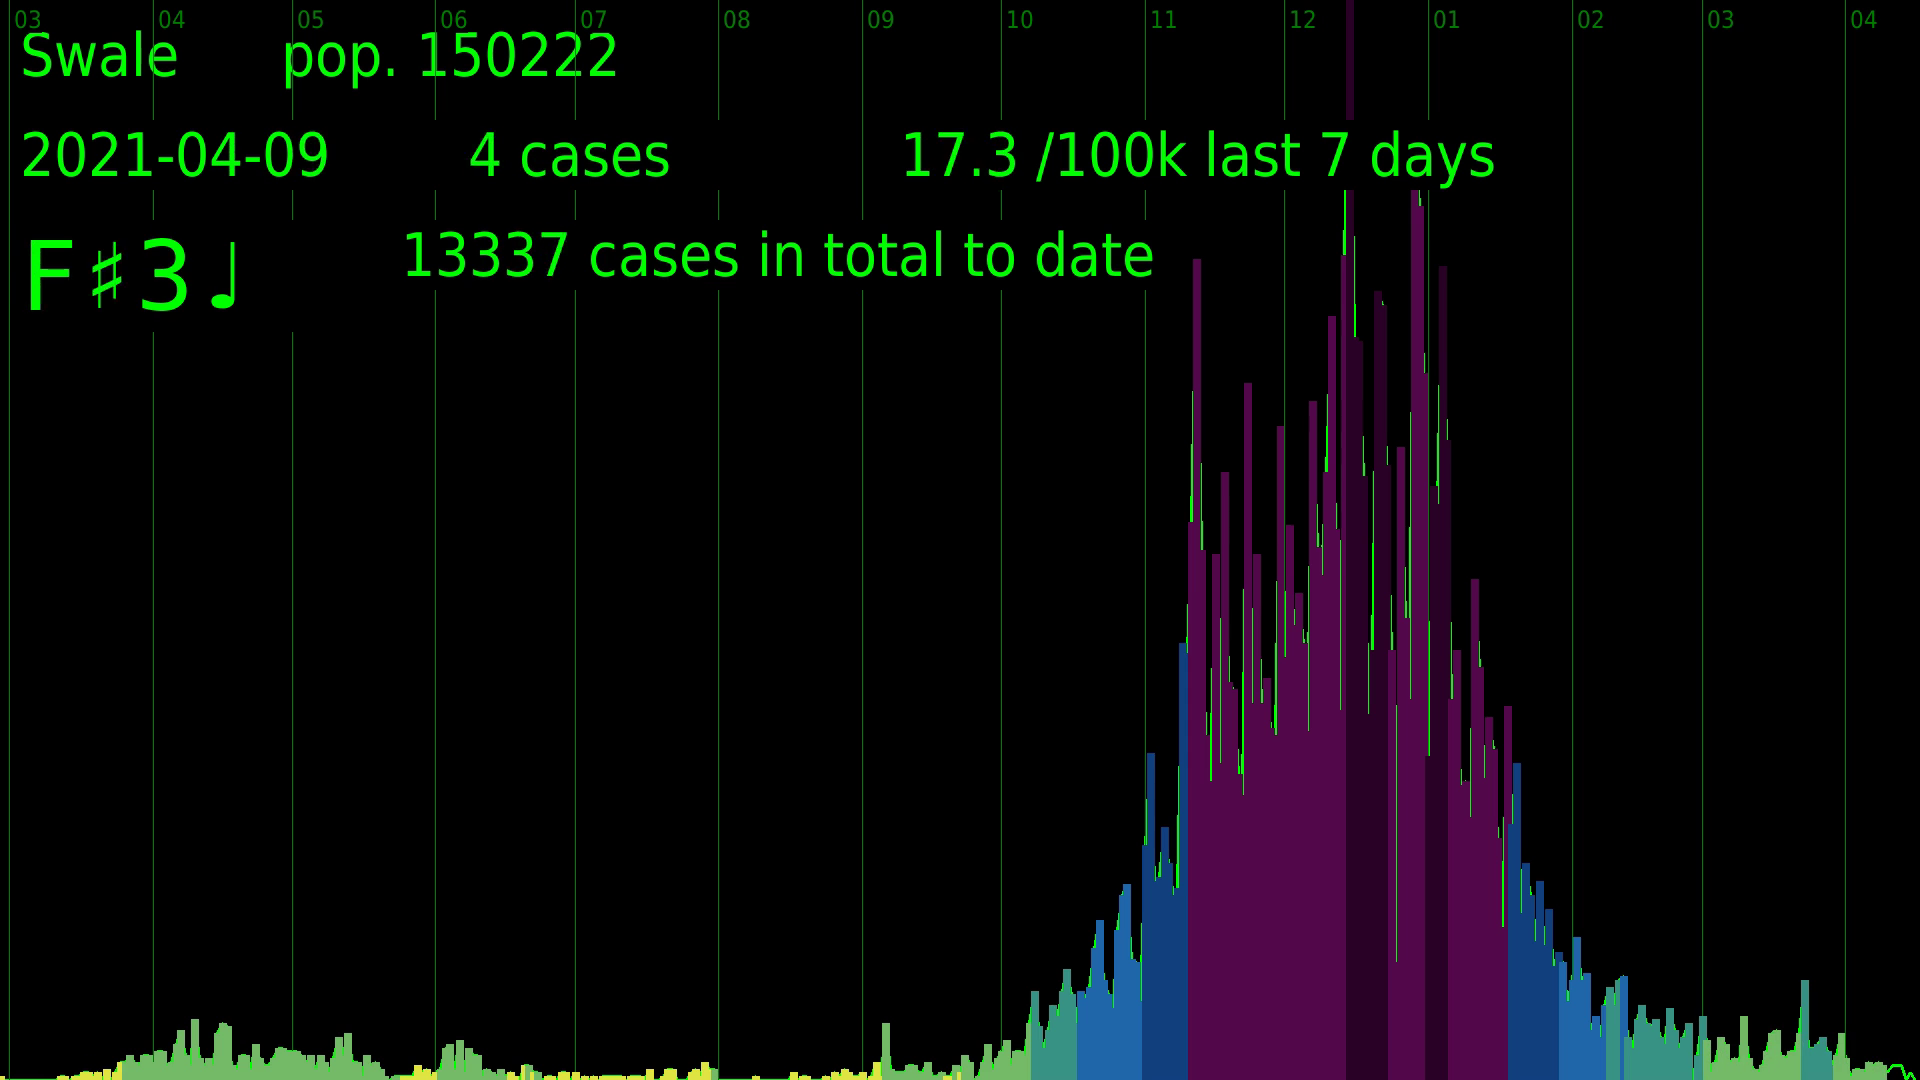 03 04 05 06 07 08 09 10 11 12 01 02 03 04
Swale pop. 150222
2021-04-09 4 cases 17.3 /100k last 7 days
F♯3♩ 13337 cases in total to date